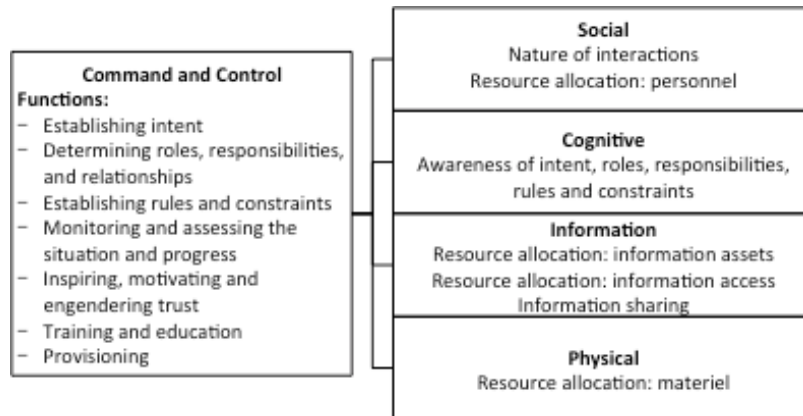 Command and Control
Functions:
– Establishing intent
– Determining roles, responsibilities,
and relationships
– Establishing rules and constraints
– Monitoring and assessing the
situation and progress
– Inspiring, motivating and
engendering trust
– Training and education
– Provisioning
Social
Nature of interactions
Resource allocation: personnel
Cognitive
Awareness of intent, roles, responsibilities,
rules and constraints
Information
Resource allocation: information assets
Resource allocation: information access
Information sharing
Physical
Resource allocation: materiel